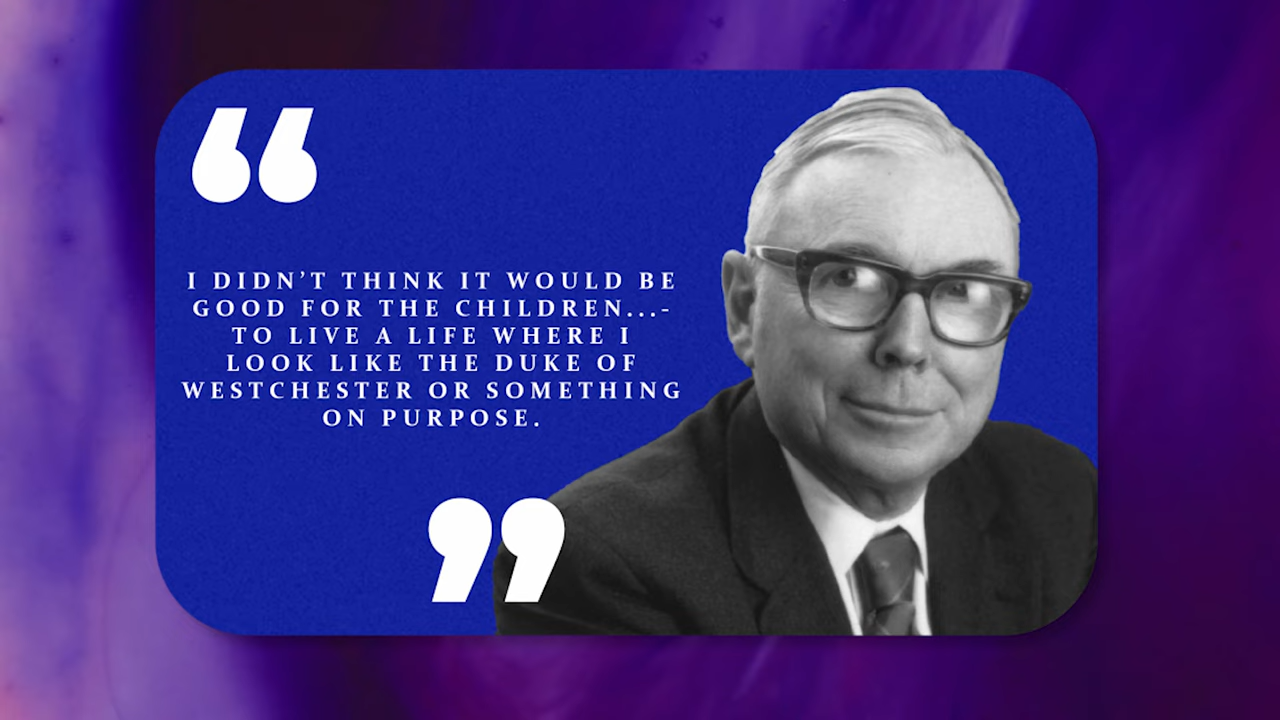 “
I DIDN’T THINK IT WOULD BE
GOOD FOR THE CHILDREN...-
TO LIVE A LIFE WHERE I
LOOK LIKE THE DUKE OF
WESTCHESTER OR SOMETHING
ON PURPOSE.
”